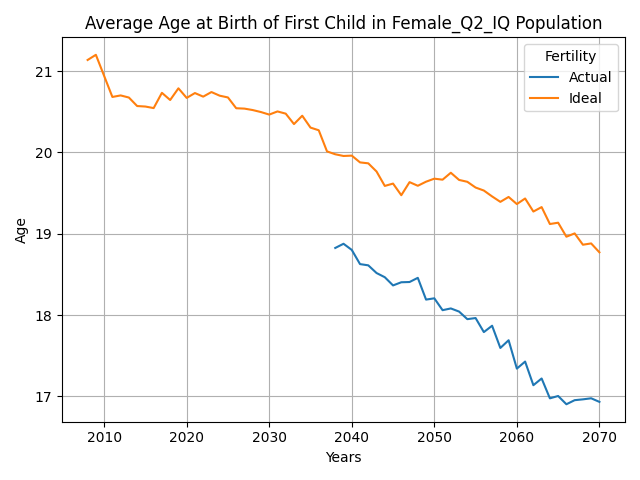 Average Age at Birth of First Child in Female_Q2_IQ Population
Fertility
Actual
Ideal
Age
21
20
19
18
17
2010 2020 2030 2040 2050 2060 2070
Years